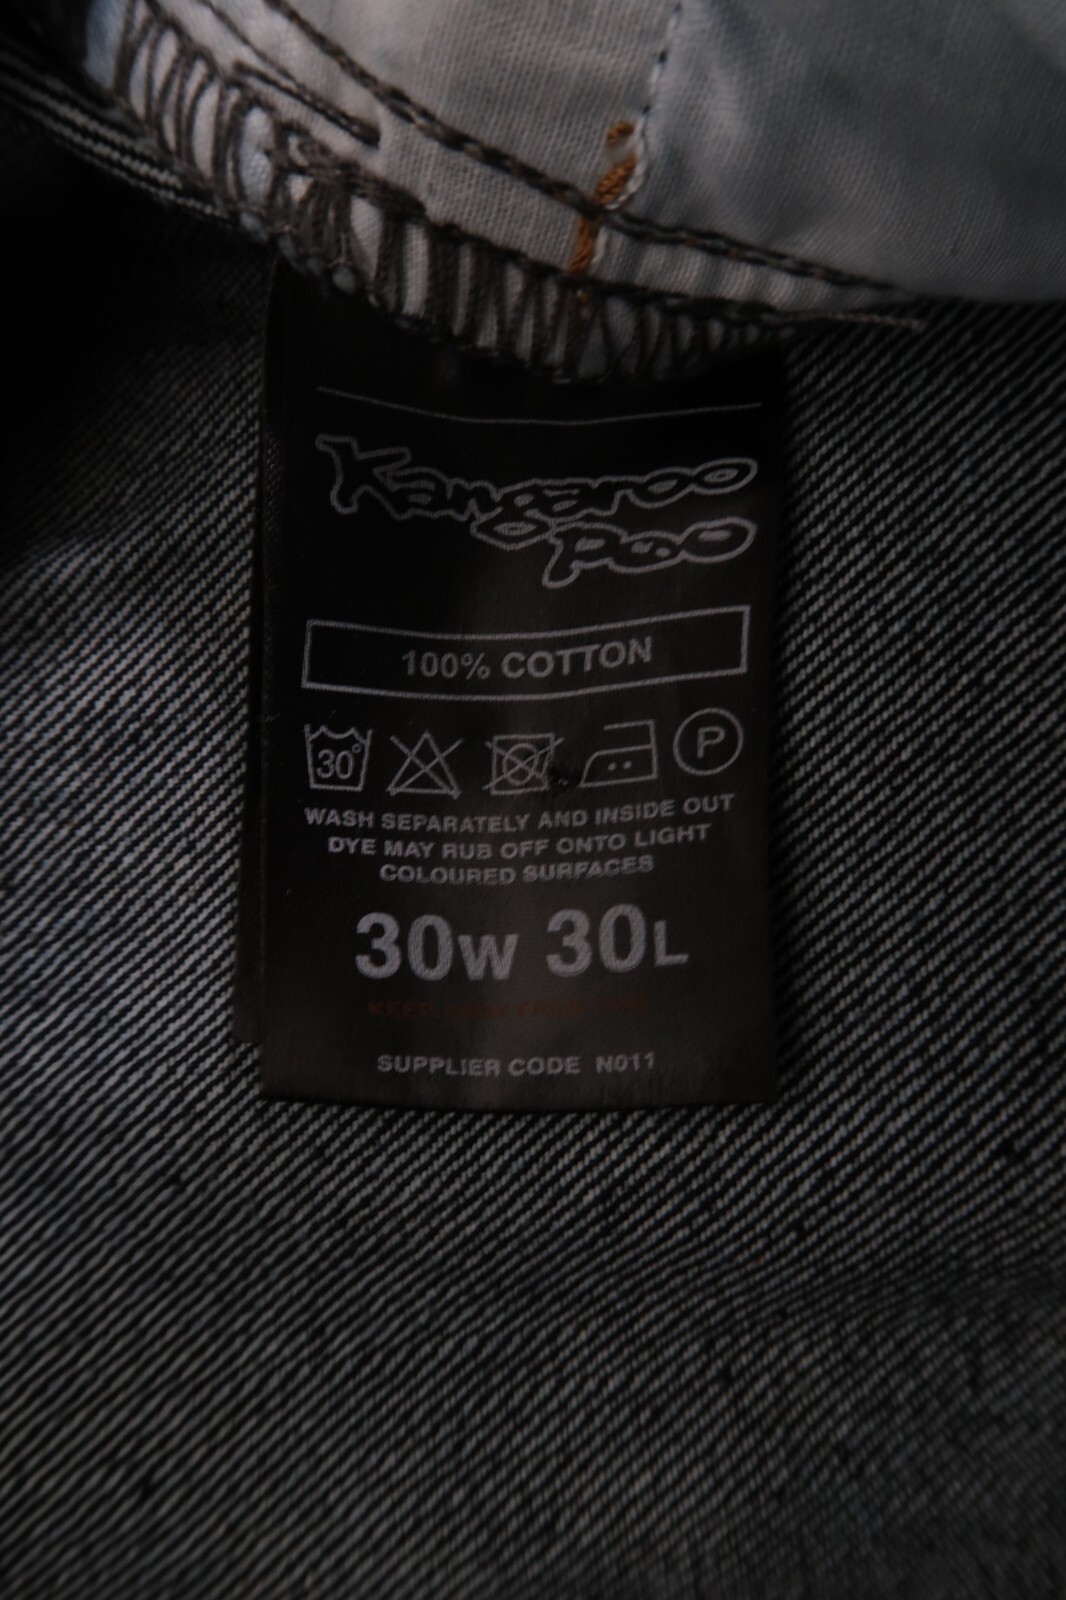 Kangaroo
Poo
100% COTTON
30°
P
WASH SEPARATELY AND INSIDE OUT
DYE MAY RUB OFF ONTO LIGHT
COLOURED SURFACES
30W 30L
KEEP
SUPPLIER CODE N011